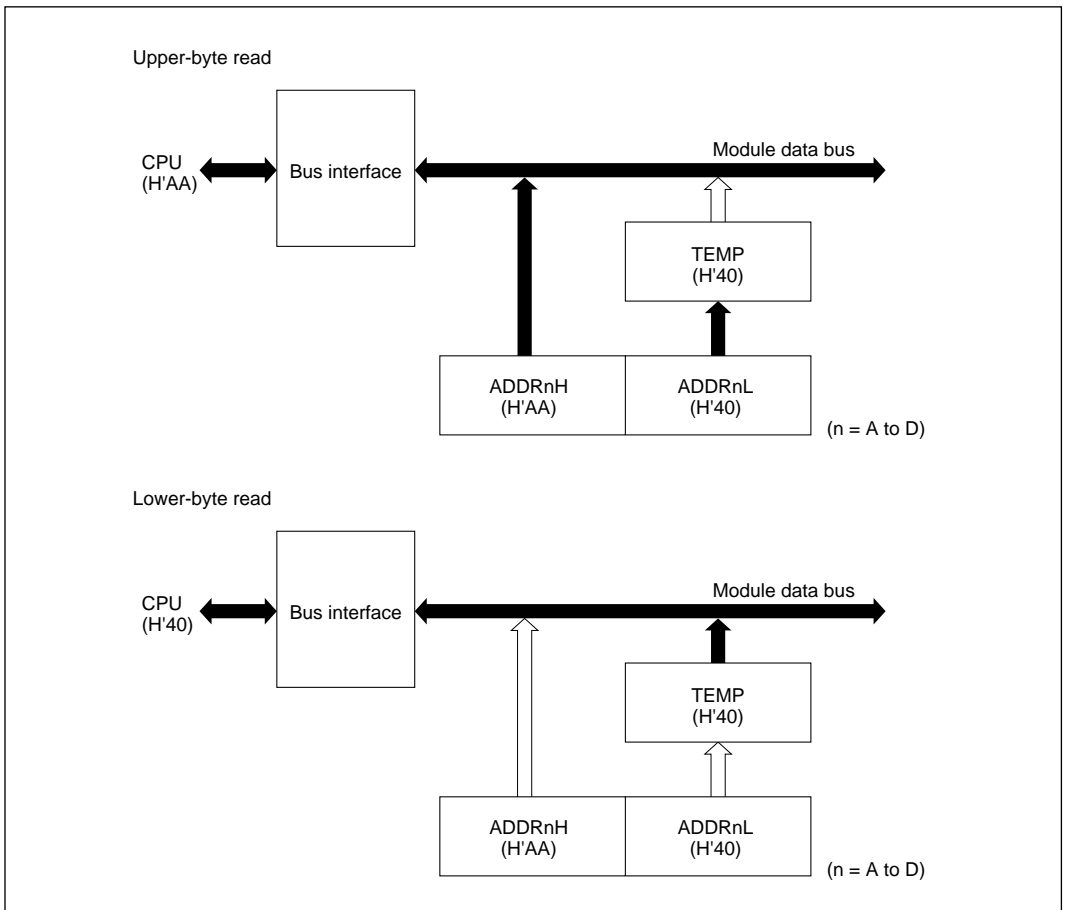 Upper-byte read
Module data bus
CPU
(H'AA)
Bus interface
TEMP
(H'40)
ADDRnH
(H'AA)
ADDRnL
(H'40)
(n = A to D)
Lower-byte read
Module data bus
CPU
(H'40)
Bus interface
TEMP
(H'40)
ADDRnH
(H'AA)
ADDRnL
(H'40)
(n = A to D)